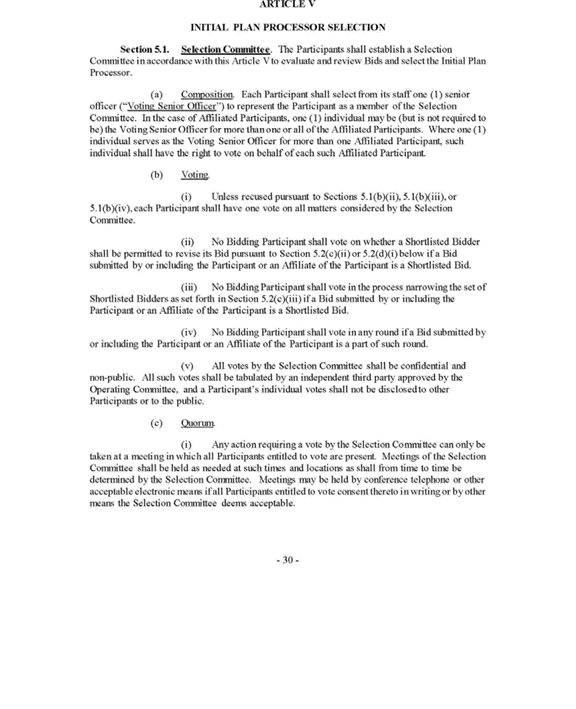 ARTICLE V
INITIAL PLAN PROCESSOR SELECTION
Section 5.1. Selection Committee. The Participants shall establish a Selection
Committee in accordance with this Article V to evaluate and review Bids and select the Initial Plan
Processor.
(a) Composition. Each Participant shall select from its staff one (1) senior
officer (“Voting Senior Officer”) to represent the Participant as a member of the Selection
Committee. In the case of Affiliated Participants, one (1) individual may be (but is not required to
be) the Voting Senior Officer for more than one or all of the Affiliated Participants. Where one (1)
individual serves as the Voting Senior Officer for more than one Affiliated Participant, such
individual shall have the right to vote on behalf of each such Affiliated Participant.
(b) Voting.
(i) Unless recused pursuant to Sections 5.1(b)(ii), 5.1(b)(iii), or
5.1(b)(iv), each Participant shall have one vote on all matters considered by the Selection
Committee.
(ii) No Bidding Participant shall vote on whether a Shortlisted Bidder
shall be permitted to revise its Bid pursuant to Section 5.2(c)(ii) or 5.2(d)(i) below if a Bid
submitted by or including the Participant or an Affiliate of the Participant is a Shortlisted Bid.
(iii) No Bidding Participant shall vote in the process narrowing the set of
Shortlisted Bidders as set forth in Section 5.2(c)(iii) if a Bid submitted by or including the
Participant or an Affiliate of the Participant is a Shortlisted Bid.
(iv) No Bidding Participant shall vote in any round if a Bid submitted by
or including the Participant or an Affiliate of the Participant is a part of such round.
(v) All votes by the Selection Committee shall be confidential and
non-public. All such votes shall be tabulated by an independent third party approved by the
Operating Committee, and a Participant’s individual votes shall not be disclosed to other
Participants or to the public.
(c) Quorum.
(i) Any action requiring a vote by the Selection Committee can only be
taken at a meeting in which all Participants entitled to vote are present. Meetings of the Selection
Committee shall be held as needed at such times and locations as shall from time to time be
determined by the Selection Committee. Meetings may be held by conference telephone or other
acceptable electronic means if all Participants entitled to vote consent thereto in writing or by other
means the Selection Committee deems acceptable.
- 30 -